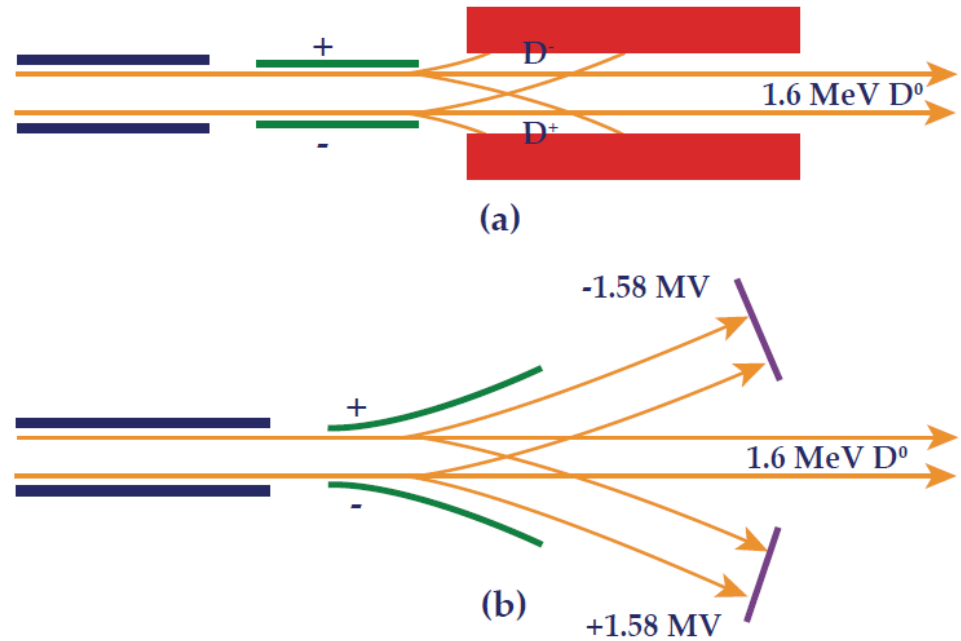 +
D⁻
1.6 MeV D⁰
D⁺
-
(a)
-1.58 MV
+
1.6 MeV D⁰
-
(b)
+1.58 MV